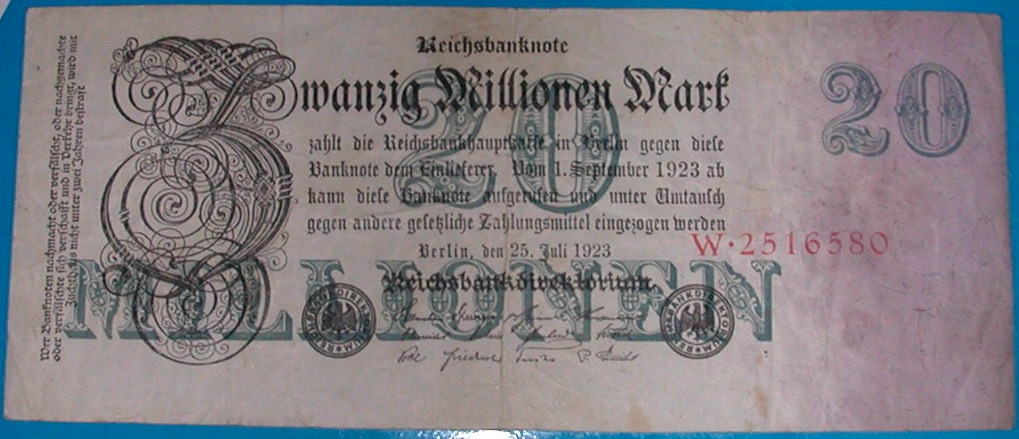 Wer Banknoten nachmacht oder verfälscht, oder nachgemachte
oder verfälschte sich verschafft und in Verkehr bringt, wird mit
Zuchthaus nicht unter zwei Jahren bestraft
Reichsbanknote
Zwanzig Millionen Mark
20
20
zahlt die Reichsbankhauptkasse in Berlin gegen diese
Banknote dem Einlieferer. Vom 1. September 1923 ab
kann diese Banknote aufgerufen und unter Umtausch
gegen andere gesetzliche Zahlungsmittel eingezogen werden
Berlin, den 25. Juli 1923
W·2516580
MILLIONEN
Reichsbankdirektorium
REICHSBANKDIREKTORIUM
REICHSBANKDIREKTORIUM